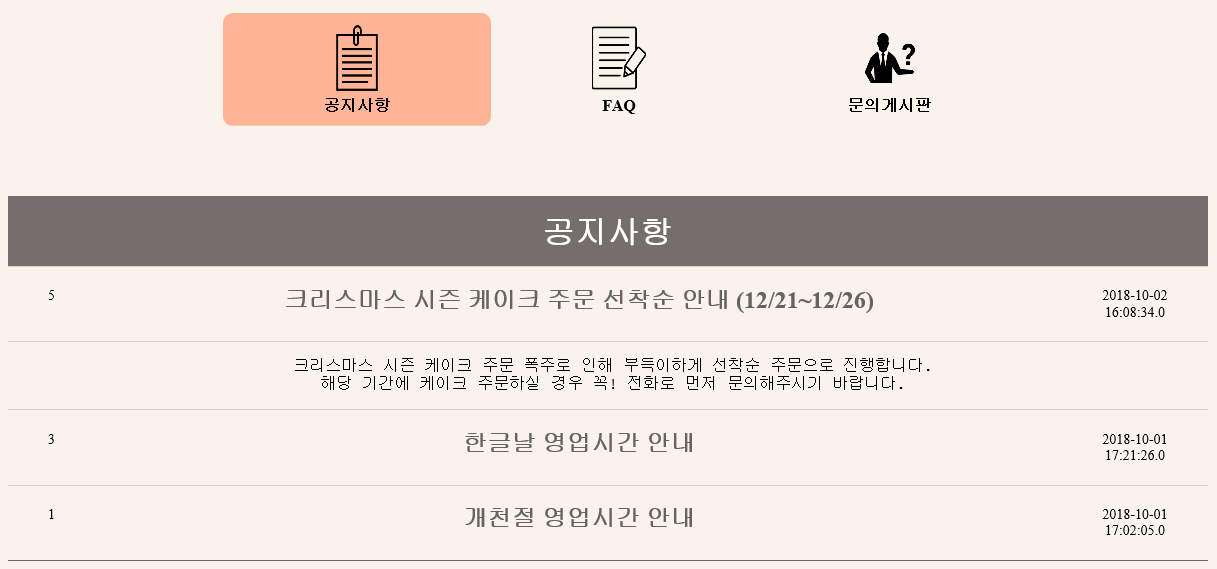 공지사항
FAQ
문의게시판
공지사항
5
크리스마스 시즌 케이크 주문 선착순 안내 (12/21~12/26)
2018-10-02
16:08:34.0
크리스마스 시즌 케이크 주문 폭주로 인해 부득이하게 선착순 주문으로 진행합니다.
해당 기간에 케이크 주문하실 경우 꼭! 전화로 먼저 문의해주시기 바랍니다.
3
한글날 영업시간 안내
2018-10-01
17:21:26.0
1
개천절 영업시간 안내
2018-10-01
17:02:05.0